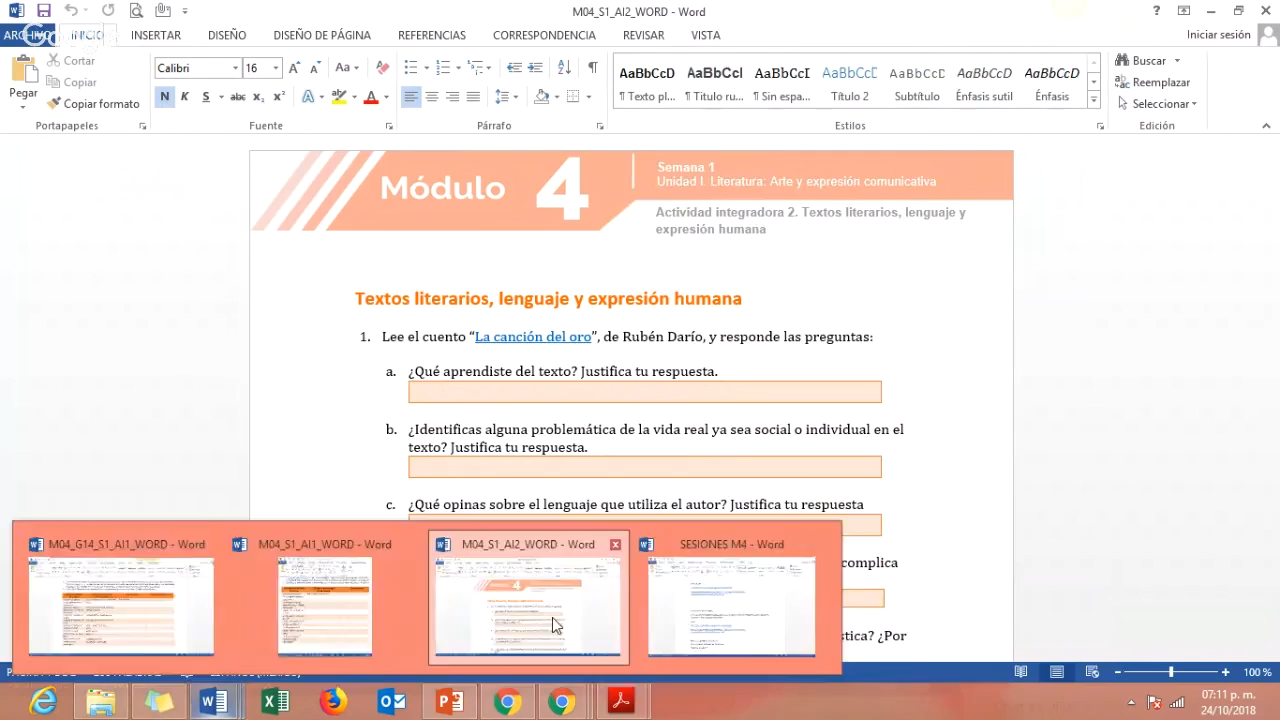 M04_S1_AI2_WORD - Word
ARCHIVO INICIO INSERTAR DISEÑO DISEÑO DE PÁGINA REFERENCIAS CORRESPONDENCIA REVISAR VISTA Iniciar sesión
Pegar
Cortar
Copiar
Copiar formato
Portapapeles
Calibri 16
N K S abc x₂ x²
Fuente
Párrafo
AaBbCcD AaBbCcI AaBbCcI AaBbCcD AaBbCcD AaBbCcD AaBbCcD
¶ Texto pl... ¶ Título ru... ¶ Sin espa... Título 2 Subtítulo Énfasis sutil Énfasis
Estilos
Buscar
Reemplazar
Seleccionar
Edición
Módulo 4
Semana 1
Unidad I. Literatura: Arte y expresión comunicativa
Actividad integradora 2. Textos literarios, lenguaje y
expresión humana
Textos literarios, lenguaje y expresión humana
1. Lee el cuento “La canción del oro”, de Rubén Darío, y responde las preguntas:
a. ¿Qué aprendiste del texto? Justifica tu respuesta.
b. ¿Identificas alguna problemática de la vida real ya sea social o individual en el
texto? Justifica tu respuesta.
c. ¿Qué opinas sobre el lenguaje que utiliza el autor? Justifica tu respuesta
complica
¿Por
M04_G14_S1_AI1_WORD - Word
M04_S1_AI1_WORD - Word
M04_S1_AI2_WORD - Word
SESIONES M4 - Word
100 %
07:11 p. m.
24/10/2018